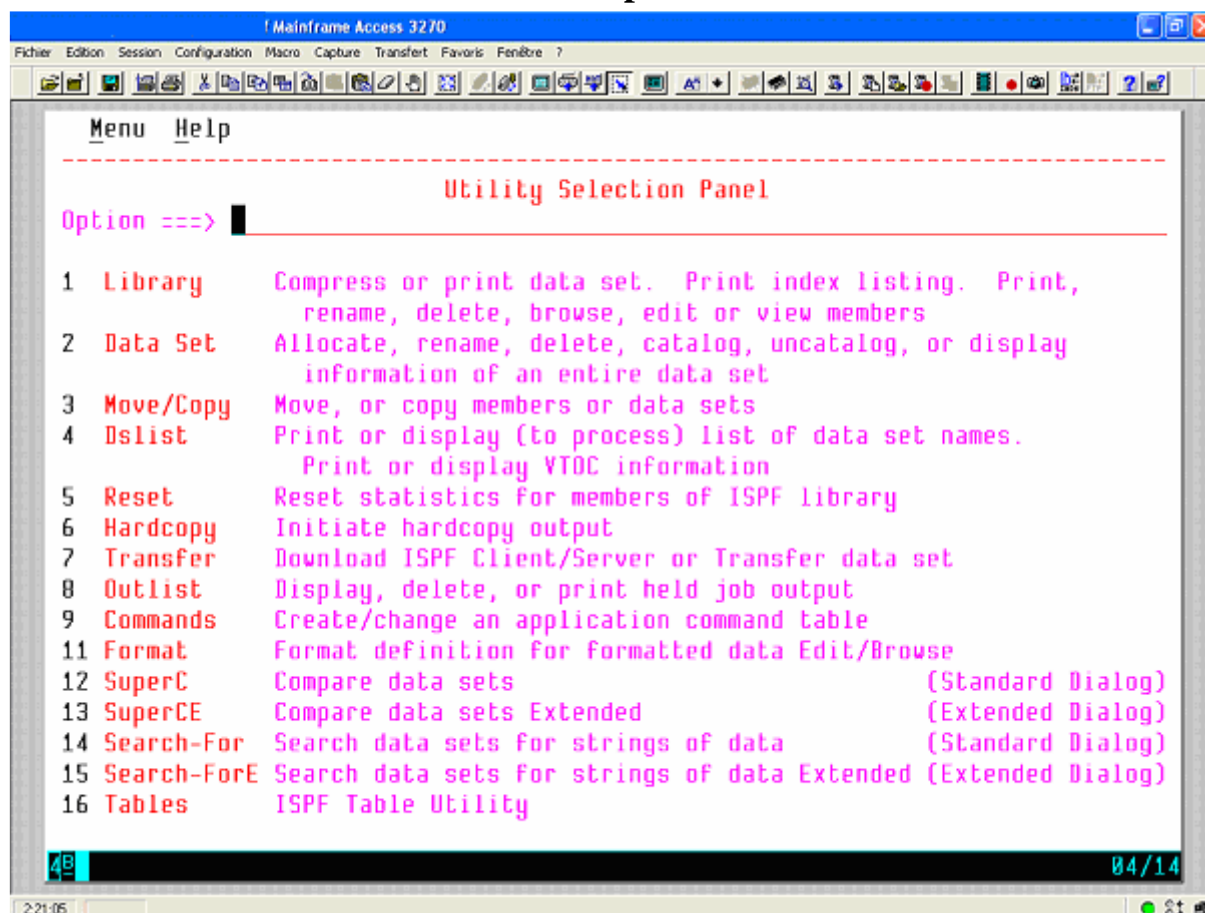 Mainframe Access 3270
Fichier Edition Session Configuration Macro Capture Transfert Favoris Fenêtre ?
Menu Help
Utility Selection Panel
Option ===>
1 Library Compress or print data set. Print index listing. Print,
rename, delete, browse, edit or view members
2 Data Set Allocate, rename, delete, catalog, uncatalog, or display
information of an entire data set
3 Move/Copy Move, or copy members or data sets
4 Dslist Print or display (to process) list of data set names.
Print or display VTOC information
5 Reset Reset statistics for members of ISPF library
6 Hardcopy Initiate hardcopy output
7 Transfer Download ISPF Client/Server or Transfer data set
8 Outlist Display, delete, or print held job output
9 Commands Create/change an application command table
11 Format Format definition for formatted data Edit/Browse
12 SuperC Compare data sets (Standard Dialog)
13 SuperCE Compare data sets Extended (Extended Dialog)
14 Search-For Search data sets for strings of data (Standard Dialog)
15 Search-ForE Search data sets for strings of data Extended (Extended Dialog)
16 Tables ISPF Table Utility
4B 04/14
2:21:05